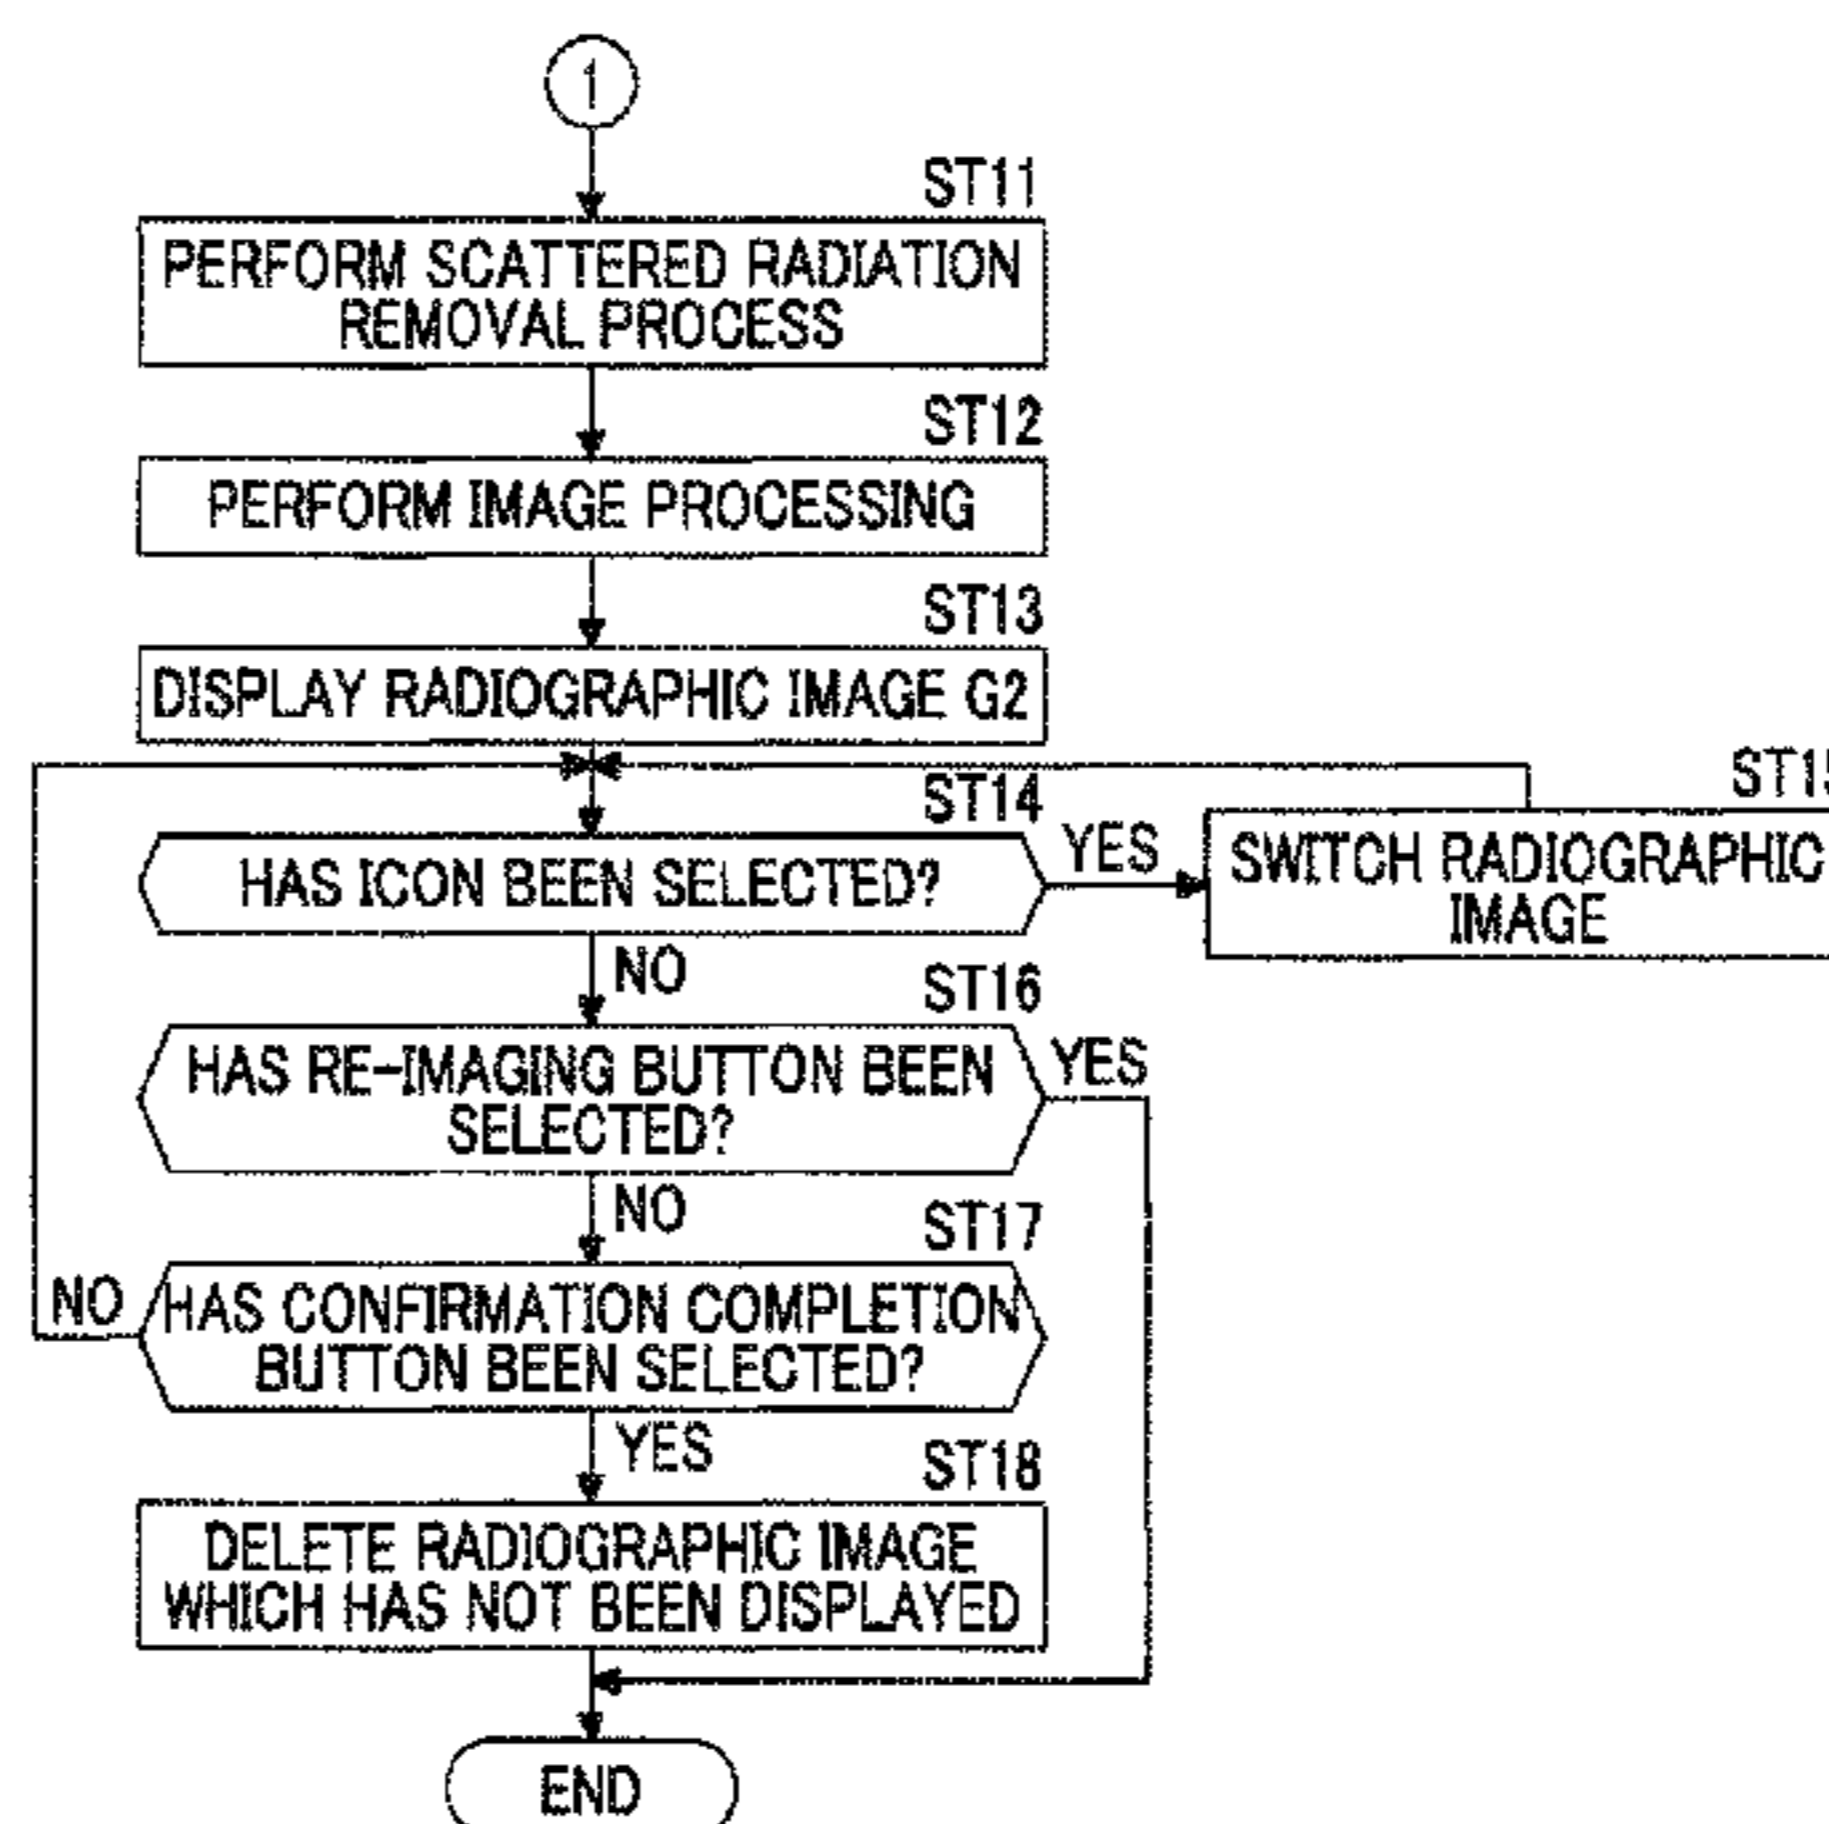 1
ST11
PERFORM SCATTERED RADIATION
REMOVAL PROCESS
ST12
PERFORM IMAGE PROCESSING
ST13
DISPLAY RADIOGRAPHIC IMAGE G2
ST14
HAS ICON BEEN SELECTED?
YES
ST15
SWITCH RADIOGRAPHIC
IMAGE
NO
ST16
HAS RE-IMAGING BUTTON BEEN
SELECTED?
YES
NO
ST17
HAS CONFIRMATION COMPLETION
BUTTON BEEN SELECTED?
NO
YES
ST18
DELETE RADIOGRAPHIC IMAGE
WHICH HAS NOT BEEN DISPLAYED
END